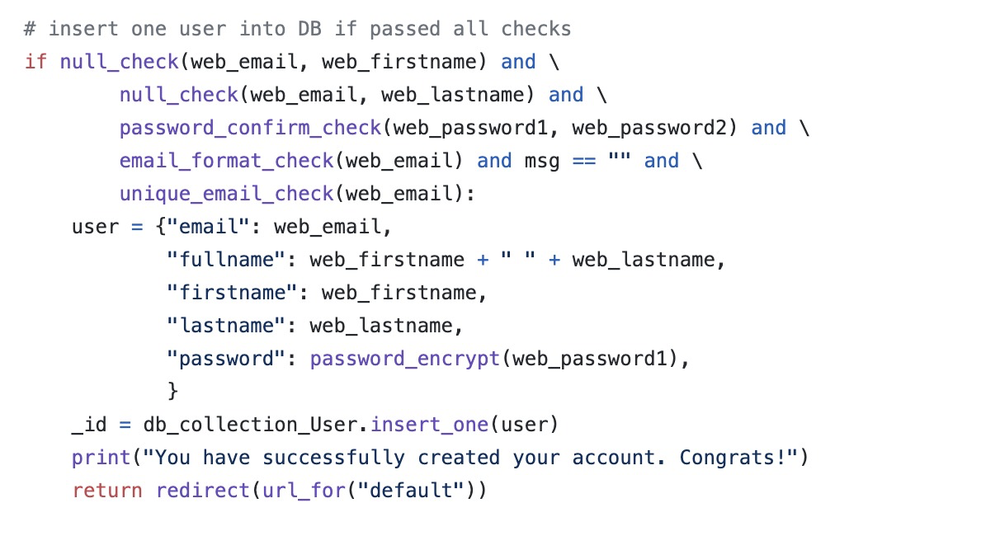 # insert one user into DB if passed all checks
if null_check(web_email, web_firstname) and \
        null_check(web_email, web_lastname) and \
        password_confirm_check(web_password1, web_password2) and \
        email_format_check(web_email) and msg == "" and \
        unique_email_check(web_email):
    user = {"email": web_email,
            "fullname": web_firstname + " " + web_lastname,
            "firstname": web_firstname,
            "lastname": web_lastname,
            "password": password_encrypt(web_password1),
            }
    _id = db_collection_User.insert_one(user)
    print("You have successfully created your account. Congrats!")
    return redirect(url_for("default"))